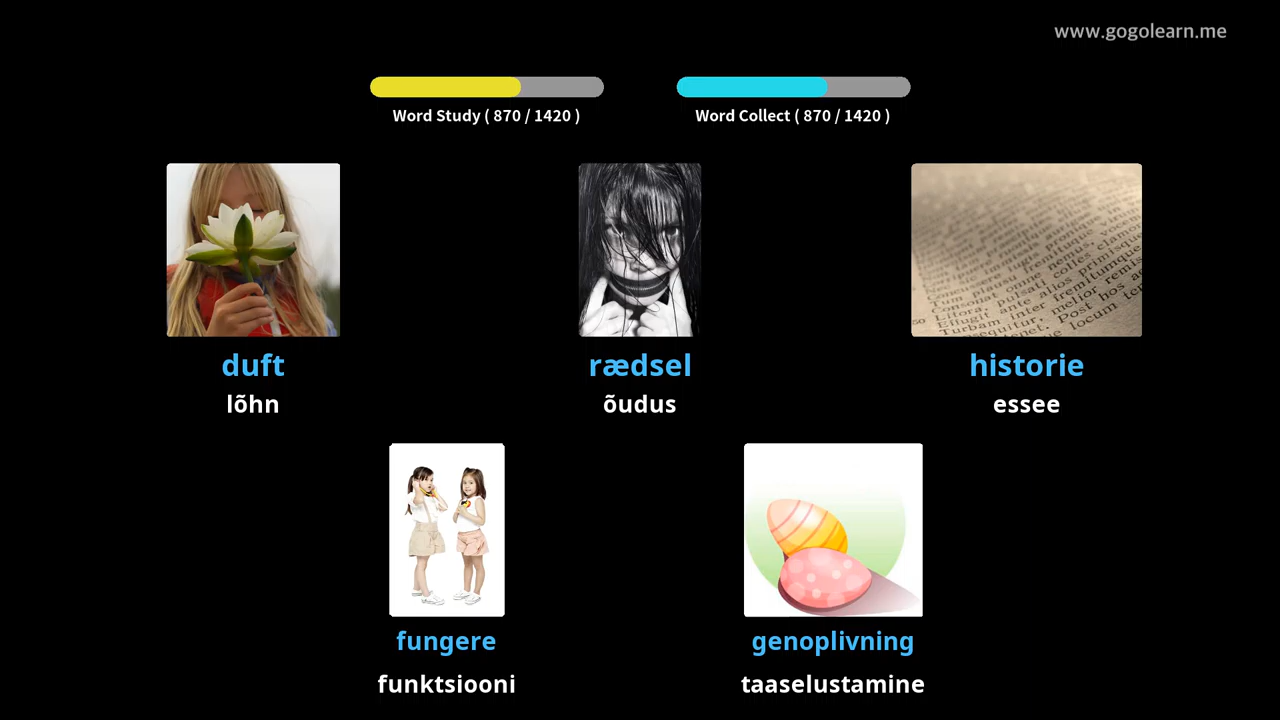 www.gogolearn.me
Word Study ( 870 / 1420 )
Word Collect ( 870 / 1420 )
duft
rædsel
historie
lõhn
õudus
essee
fungere
genoplivning
funktsiooni
taaselustamine